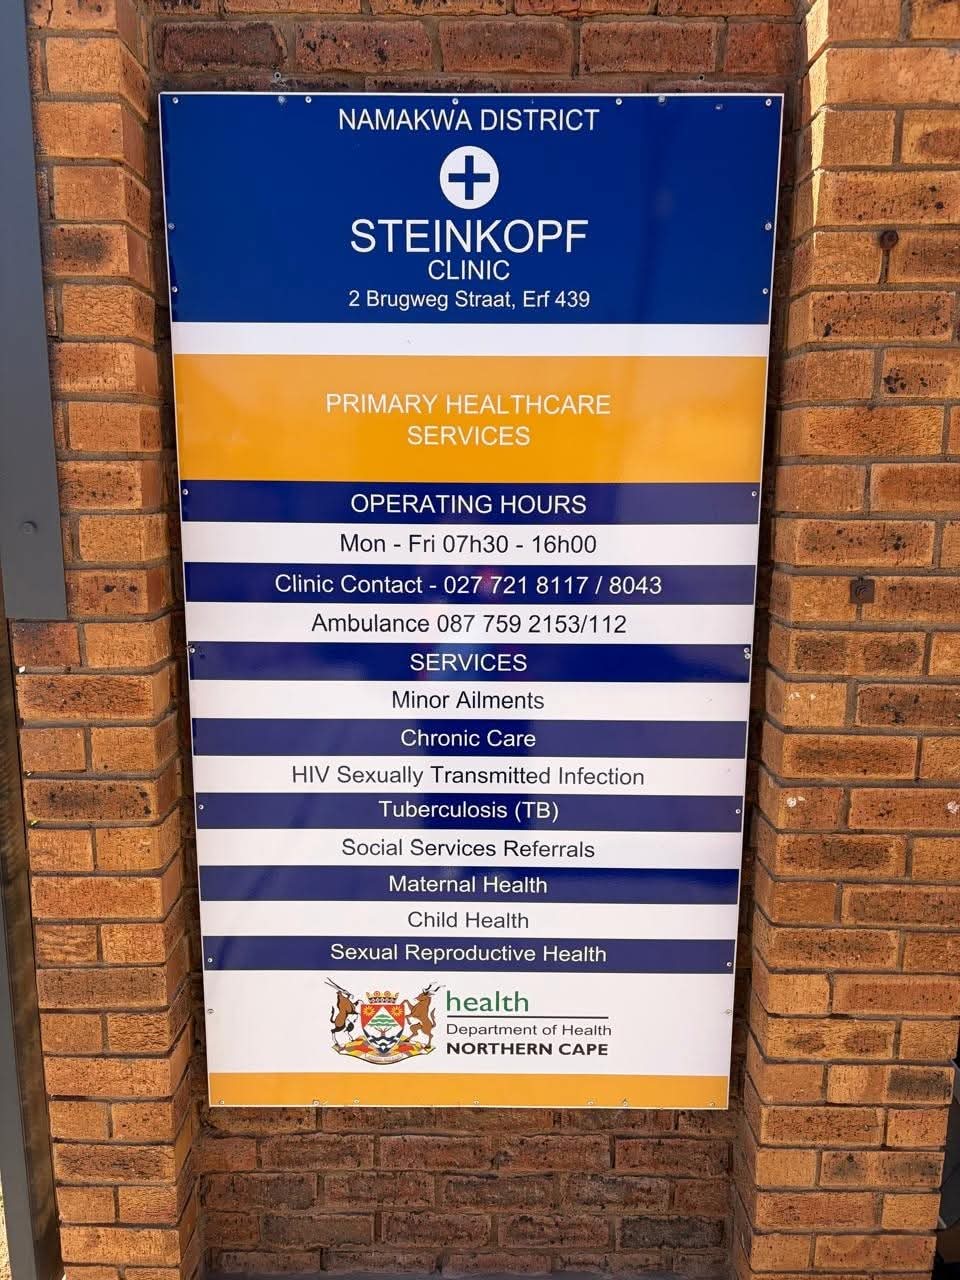 NAMAKWA DISTRICT
STEINKOPF
CLINIC
2 Brugweg Straat, Erf 439
PRIMARY HEALTHCARE
SERVICES
OPERATING HOURS
Mon - Fri 07h30 - 16h00
Clinic Contact - 027 721 8117 / 8043
Ambulance 087 759 2153/112
SERVICES
Minor Ailments
Chronic Care
HIV Sexually Transmitted Infection
Tuberculosis (TB)
Social Services Referrals
Maternal Health
Child Health
Sexual Reproductive Health
health
Department of Health
NORTHERN CAPE